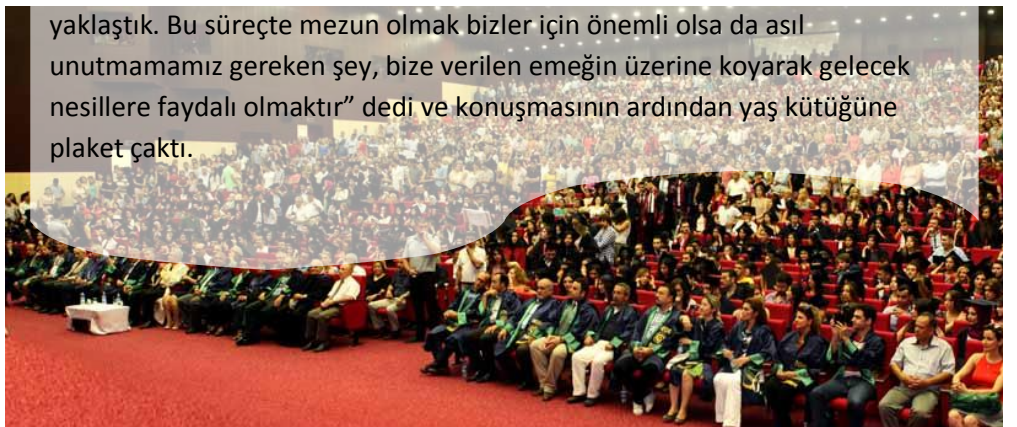 yaklaştık. Bu süreçte mezun olmak bizler için önemli olsa da asıl
unutmamamız gereken şey, bize verilen emeğin üzerine koyarak gelecek
nesillere faydalı olmaktır” dedi ve konuşmasının ardından yaş kütüğüne
plaket çaktı.